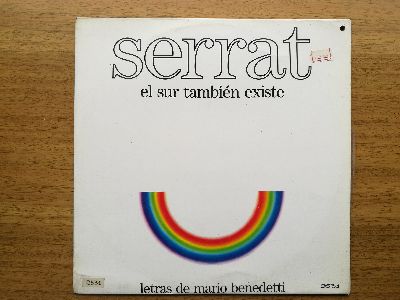 serrat
el sur también existe
letras de mario benedetti